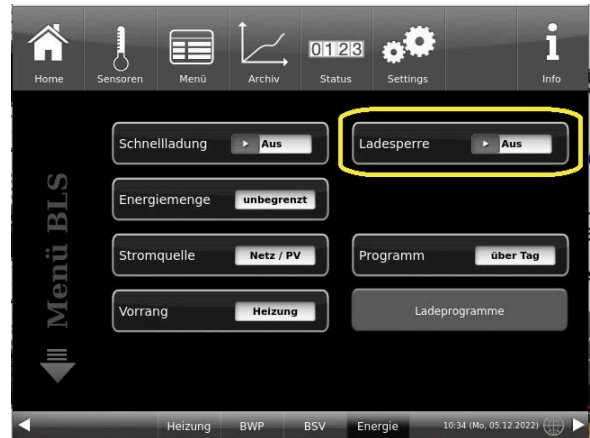 0123
Home Sensoren Menü Archiv Status Settings Info
Menü BLS
Schnellladung Aus
Ladesperre Aus
Energiemenge unbegrenzt
Stromquelle Netz / PV
Programm über Tag
Vorrang Heizung
Ladeprogramme
Heizung BWP BSV Energie 10:34 (Mo, 05.12.2022)